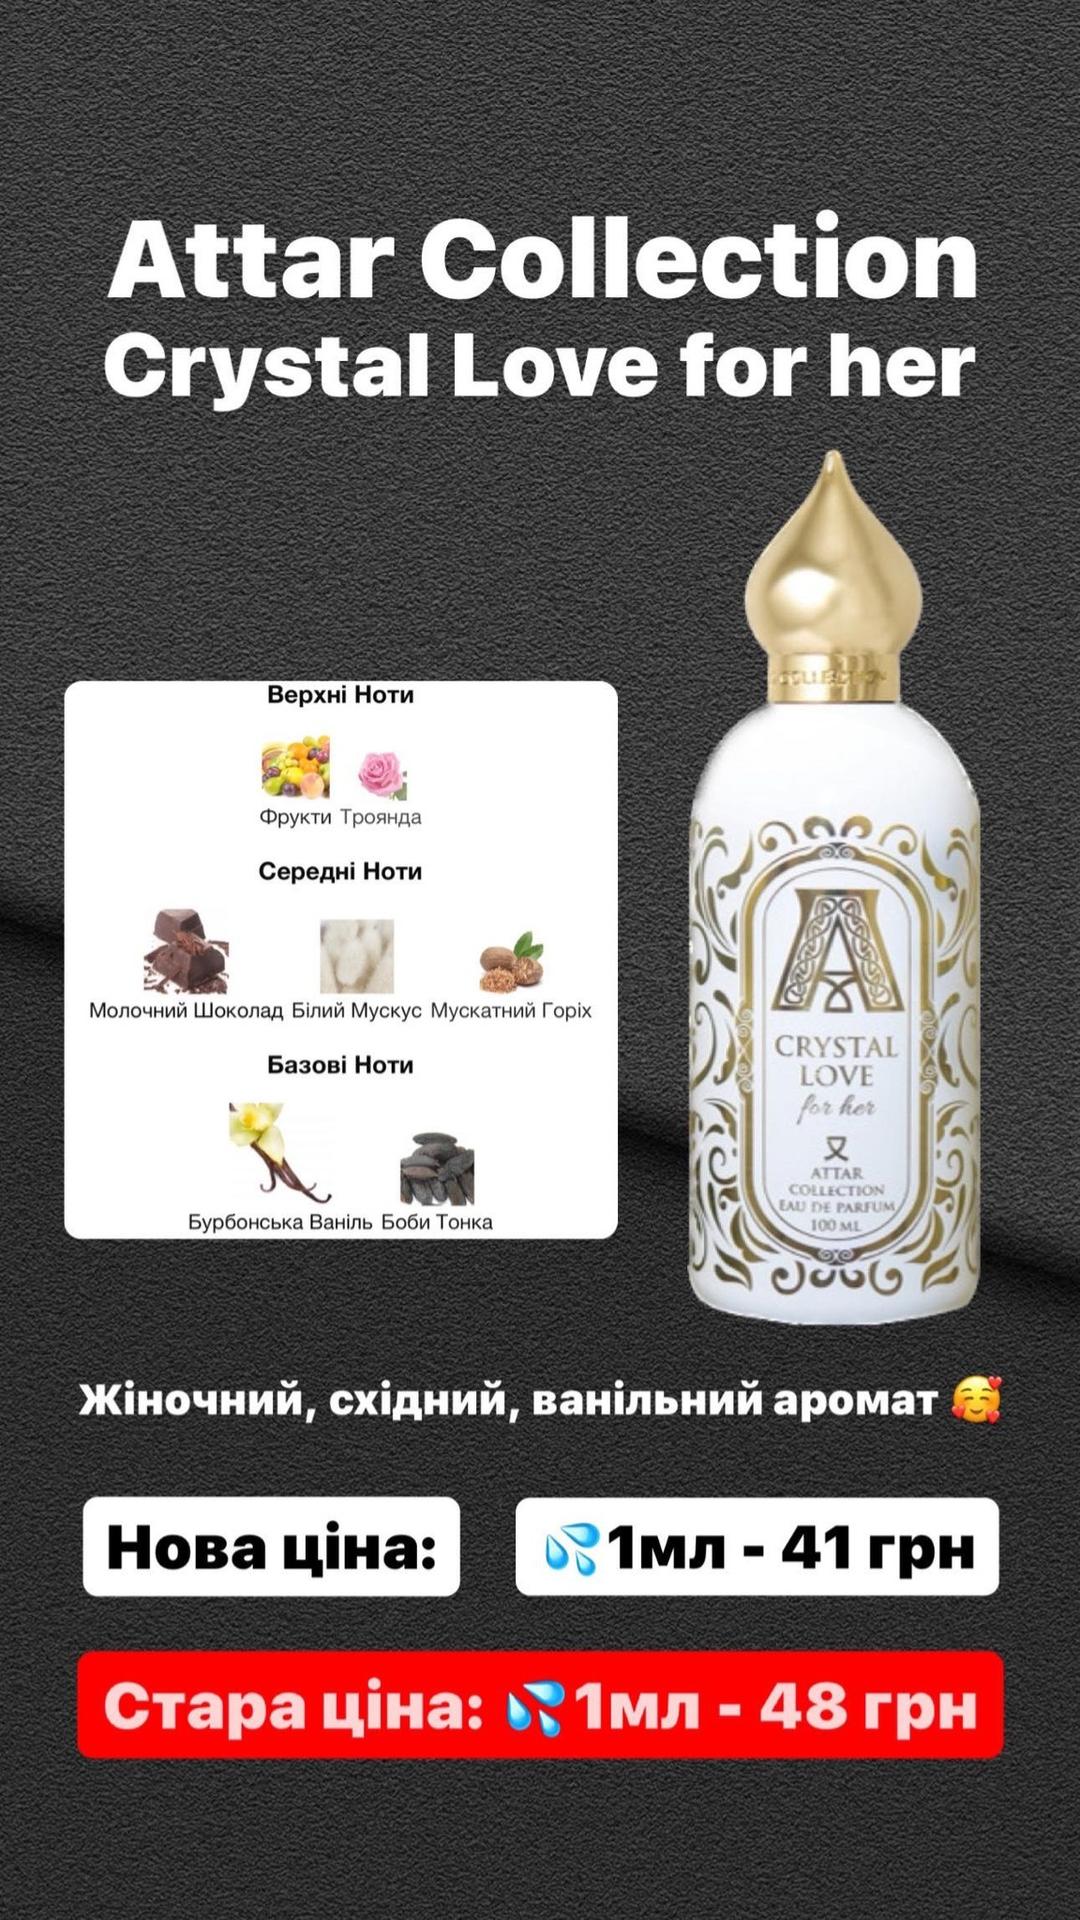 Attar Collection
Crystal Love for her
COLLECTION
Верхні Ноти
Фрукти Троянда
Середні Ноти
Молочний Шоколад Білий Мускус Мускатний Горіх
Базові Ноти
Бурбонська Ваніль Боби Тонка
A
CRYSTAL
LOVE
for her
ATTAR
COLLECTION
EAU DE PARFUM
100 ML
Жіночний, східний, ванільний аромат 🥰
Нова ціна:
💦1мл - 41 грн
Стара ціна: 💦1мл - 48 грн